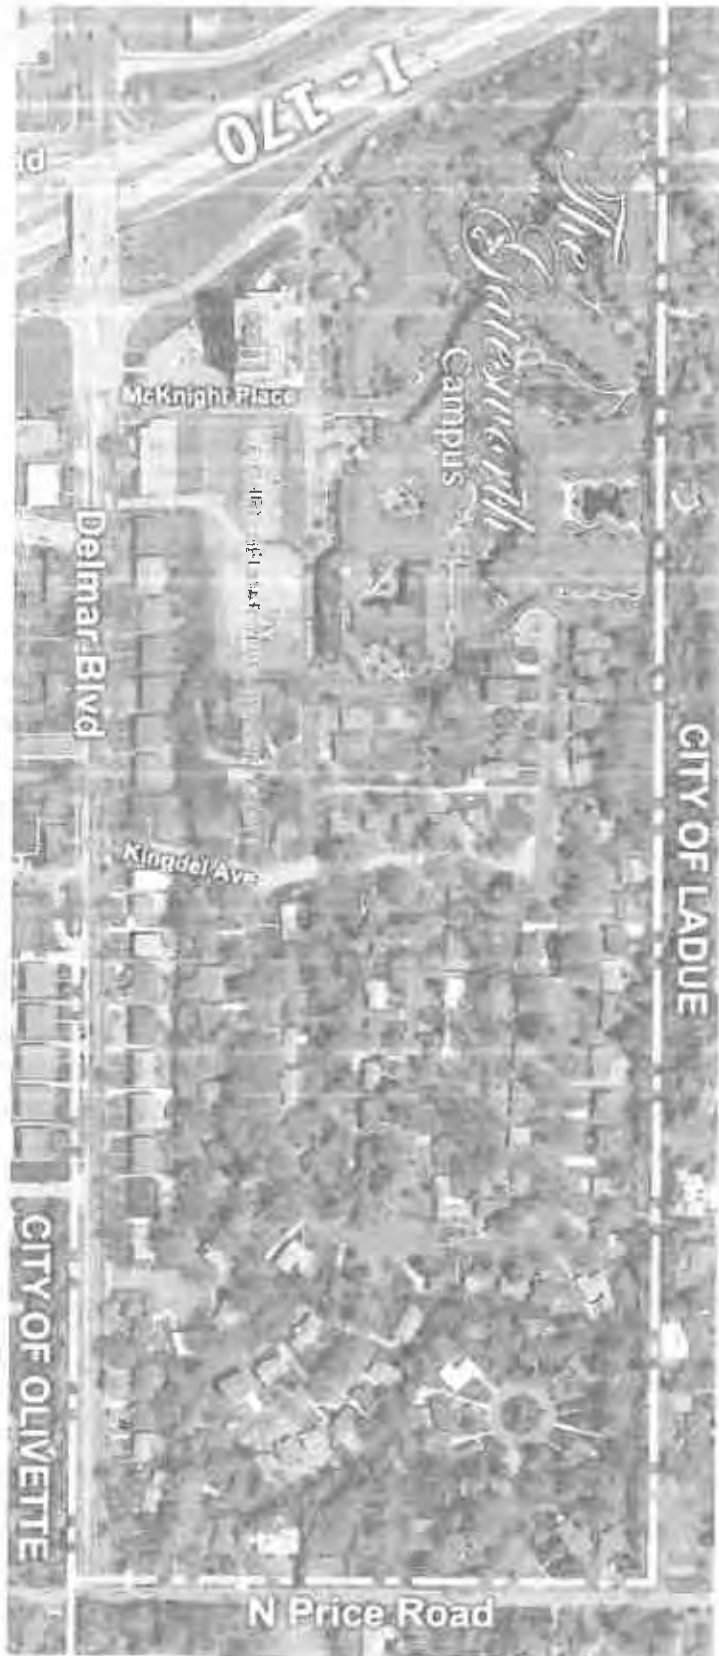 I - 170
The
Gatesworth
Campus
McKnight Place
Delmar Blvd
CITY OF LADUE
Kingdel Ave
CITY OF OLIVETTE
N Price Road